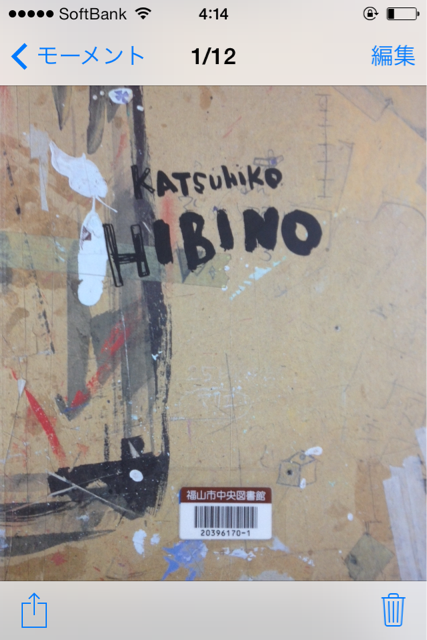 SoftBank 4:14
モーメント 1/12 編集
KATSUHIKO
HIBINO
福山市中央図書館
20396170-1